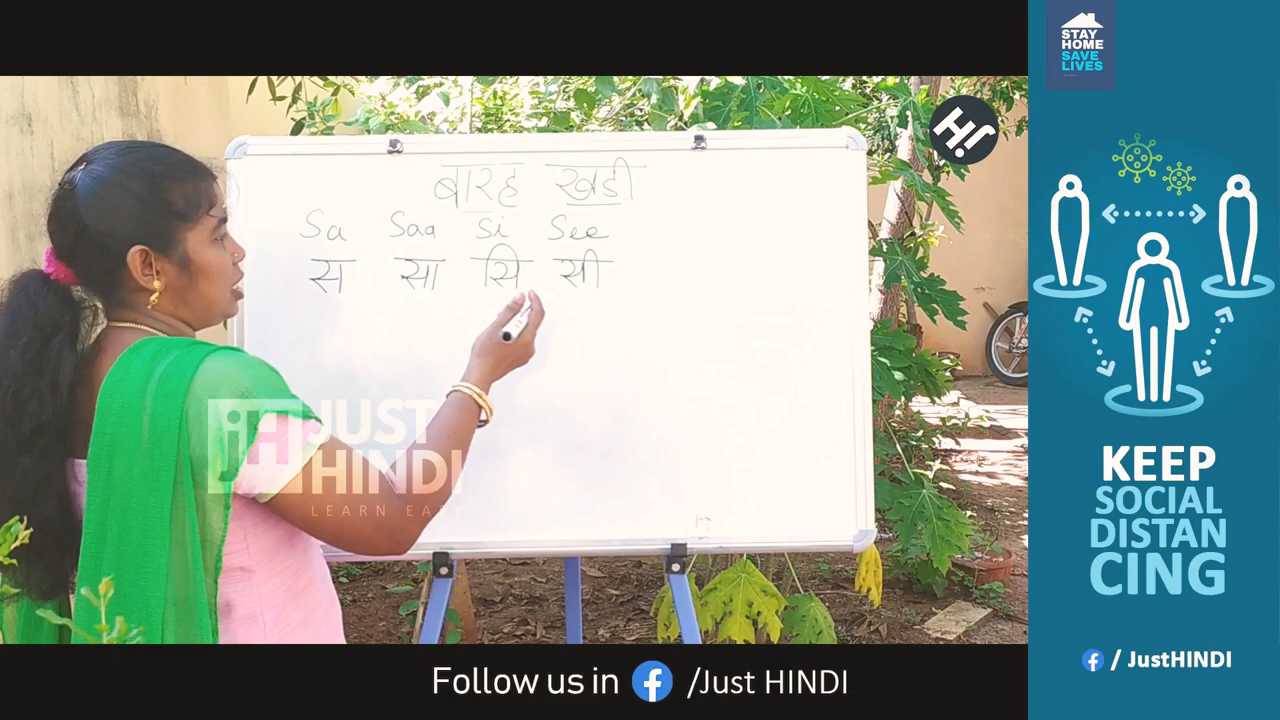 STAY
HOME
SAVE
LIVES
बारह खडी
Sa Saa Si See
स सा सि सी
JUST
HINDI
LEARN EASY
KEEP
SOCIAL
DISTAN
CING
/ JustHINDI
Follow us in /Just HINDI